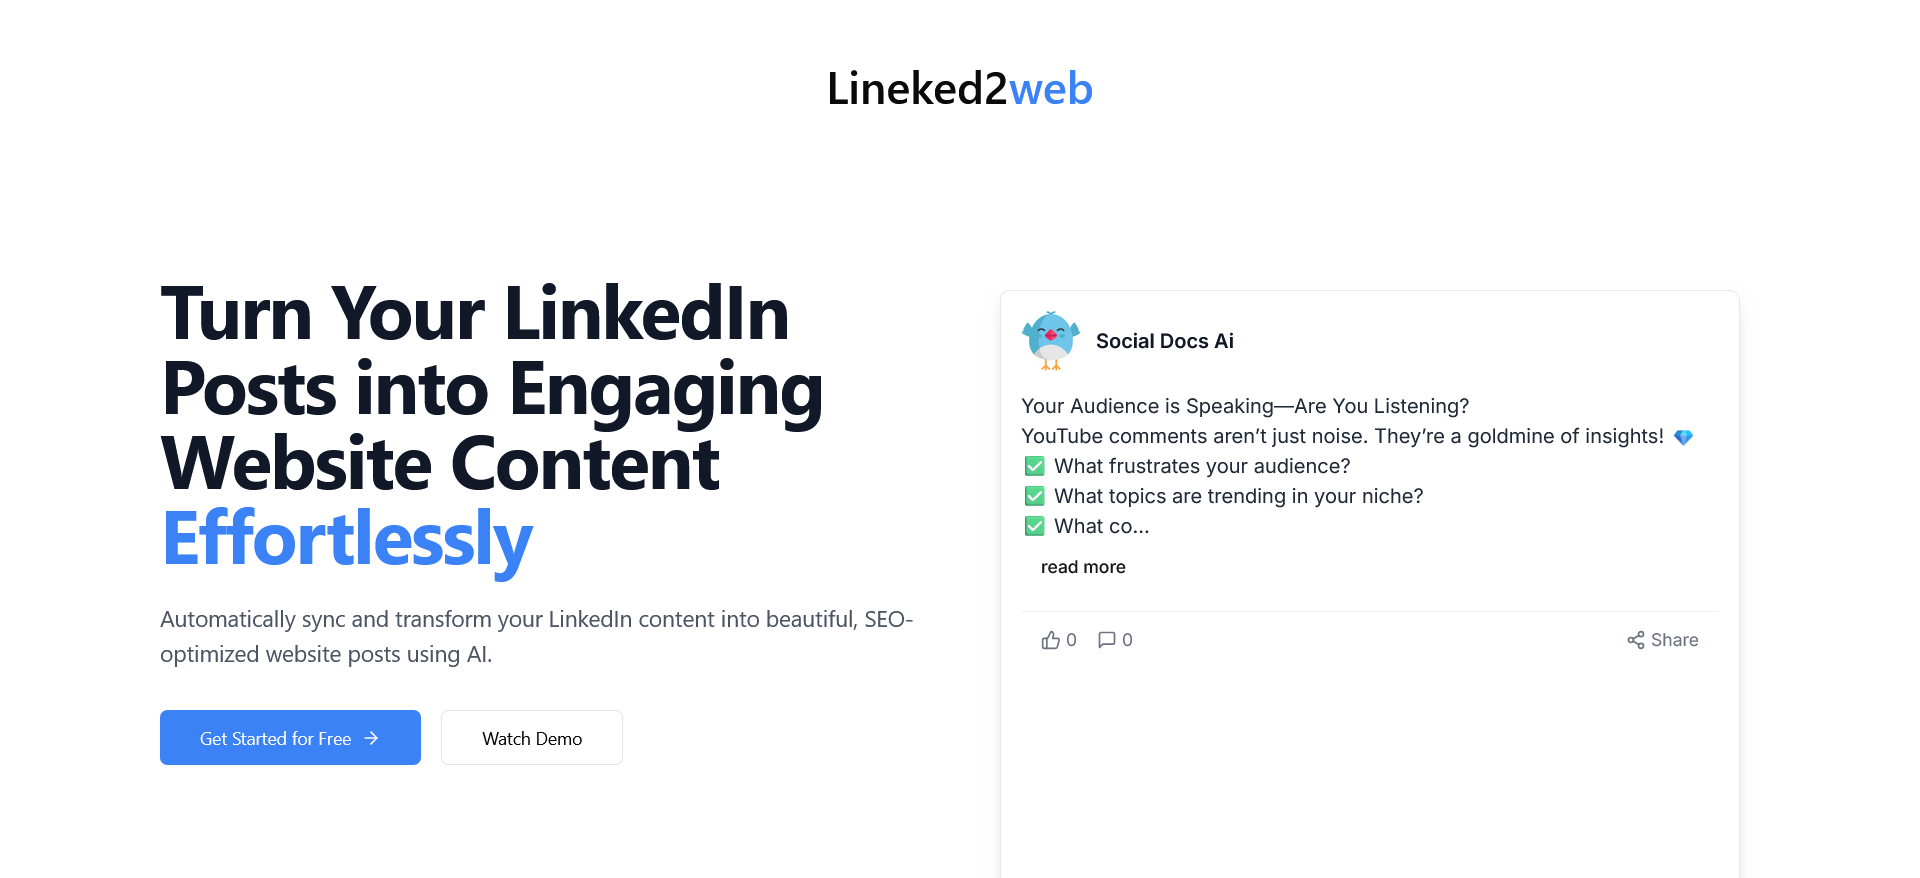 Lineked2web
Turn Your LinkedIn
Posts into Engaging
Website Content
Effortlessly
Automatically sync and transform your LinkedIn content into beautiful, SEO-
optimized website posts using AI.
Get Started for Free
Watch Demo
Social Docs Ai
Your Audience is Speaking—Are You Listening?
YouTube comments aren’t just noise. They’re a goldmine of insights! 💎
✅ What frustrates your audience?
✅ What topics are trending in your niche?
✅ What co...
read more
0 0 Share